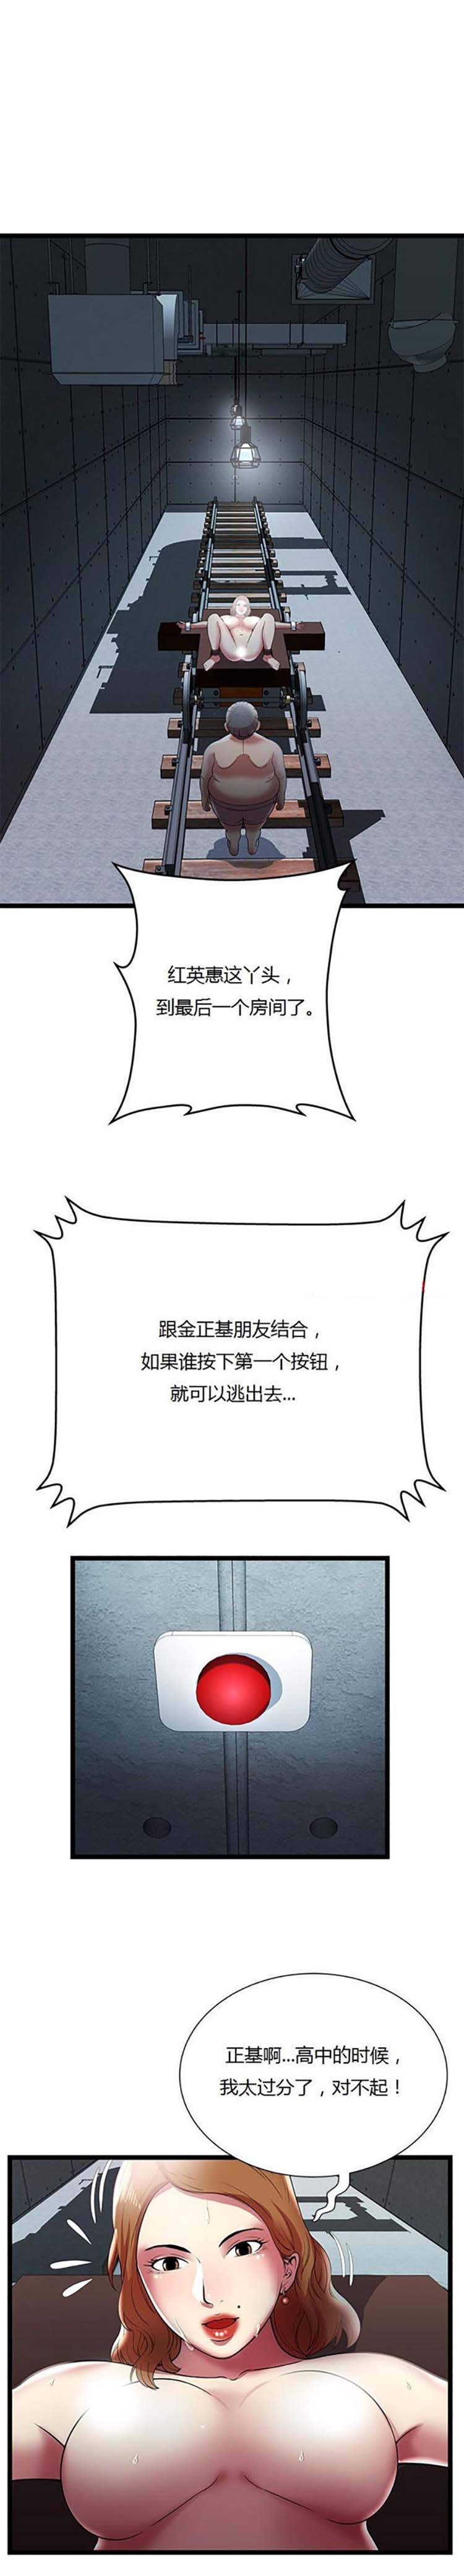 红英惠这丫头，
到最后一个房间了。
跟金正基朋友结合，
如果谁按下第一个按钮，
就可以逃出去...
正基啊...高中的时候，
我太过分了，对不起！